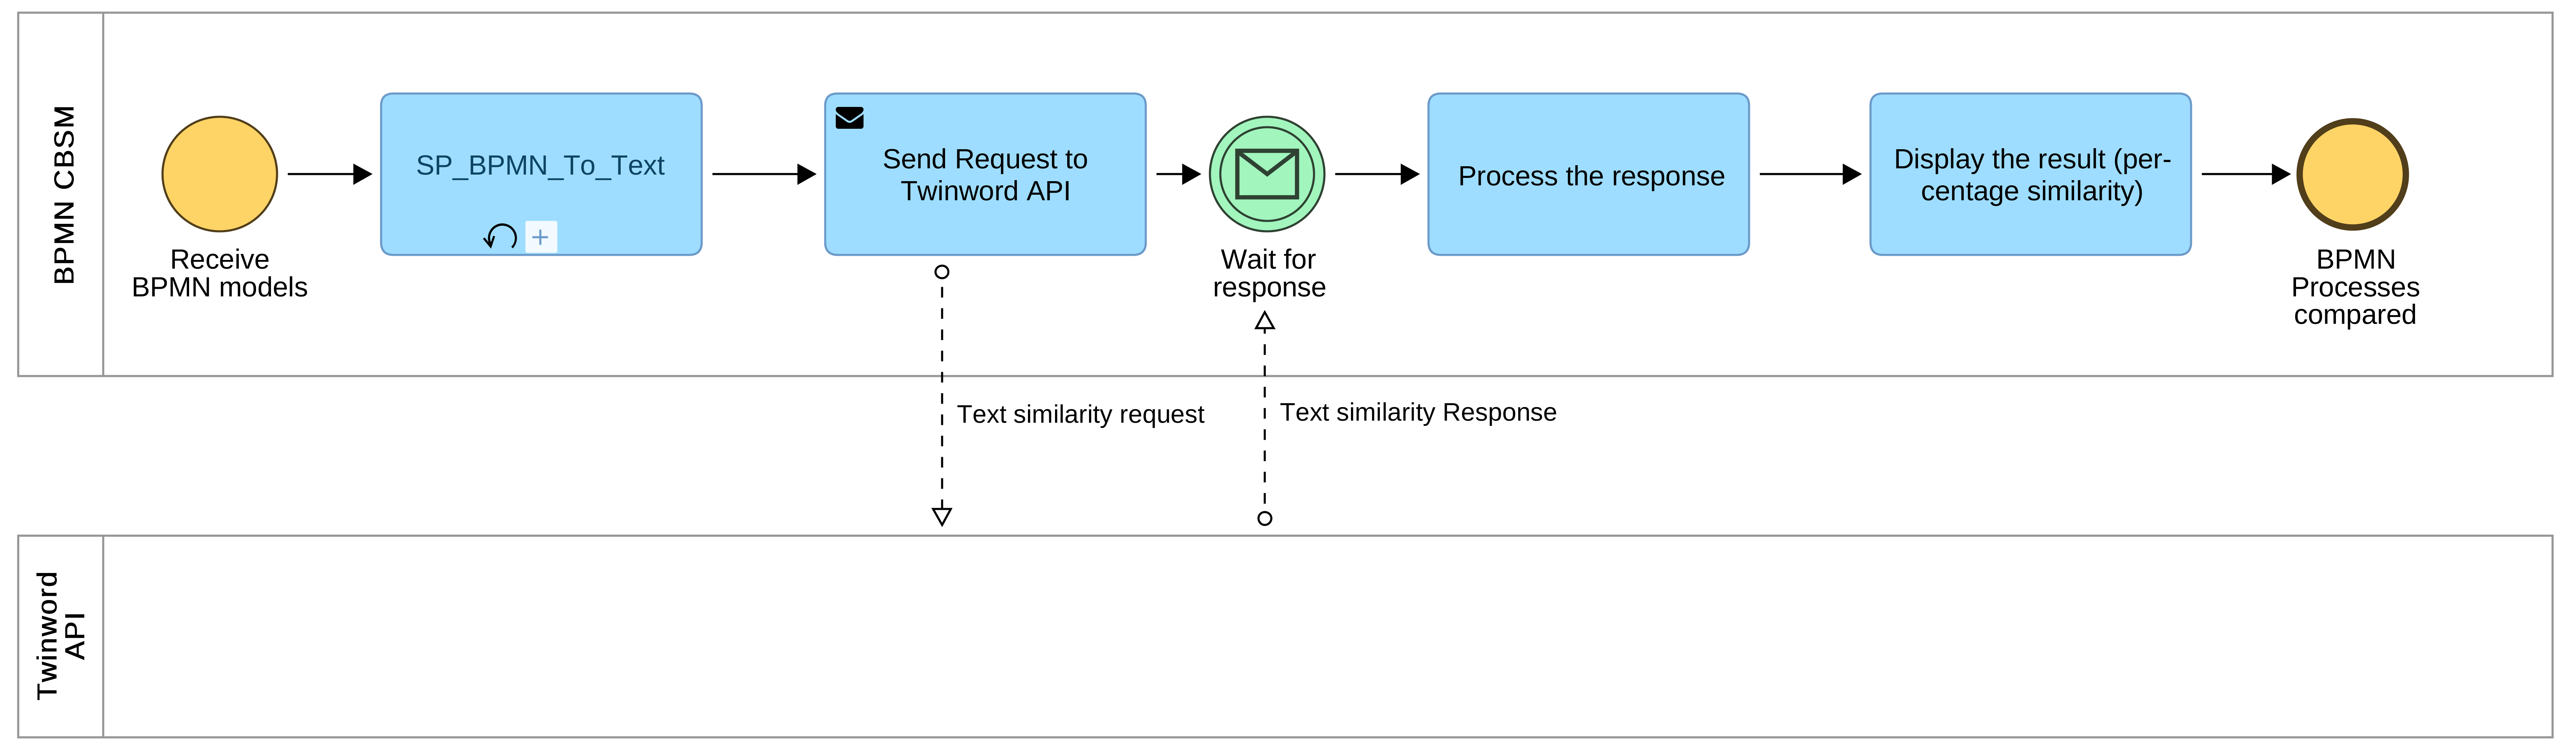 BPMN CBSM
Receive
BPMN models
SP_BPMN_To_Text
Send Request to
Twinword API
Wait for
response
Process the response
Display the result (per-
centage similarity)
BPMN
Processes
compared
Text similarity request
Text similarity Response
Twinword
API